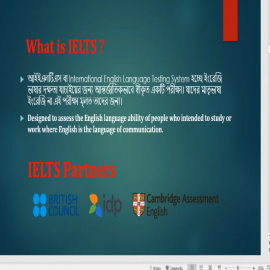 What is IELTS ?
আইইএলটিএস বা International English Language Testing System হচ্ছে ইংরেজি
ভাষার দক্ষতা যাচাইয়ের জন্য আন্তর্জাতিকভাবে স্বীকৃত একটি পরীক্ষা। যাদের মাতৃভাষা
ইংরেজি না এই পরীক্ষা মূলত তাদের জন্য।
Designed to assess the English language ability of people who intended to study or
work where English is the language of communication.
IELTS Partners
BRITISH
COUNCIL
idp
Cambridge Assessment
English